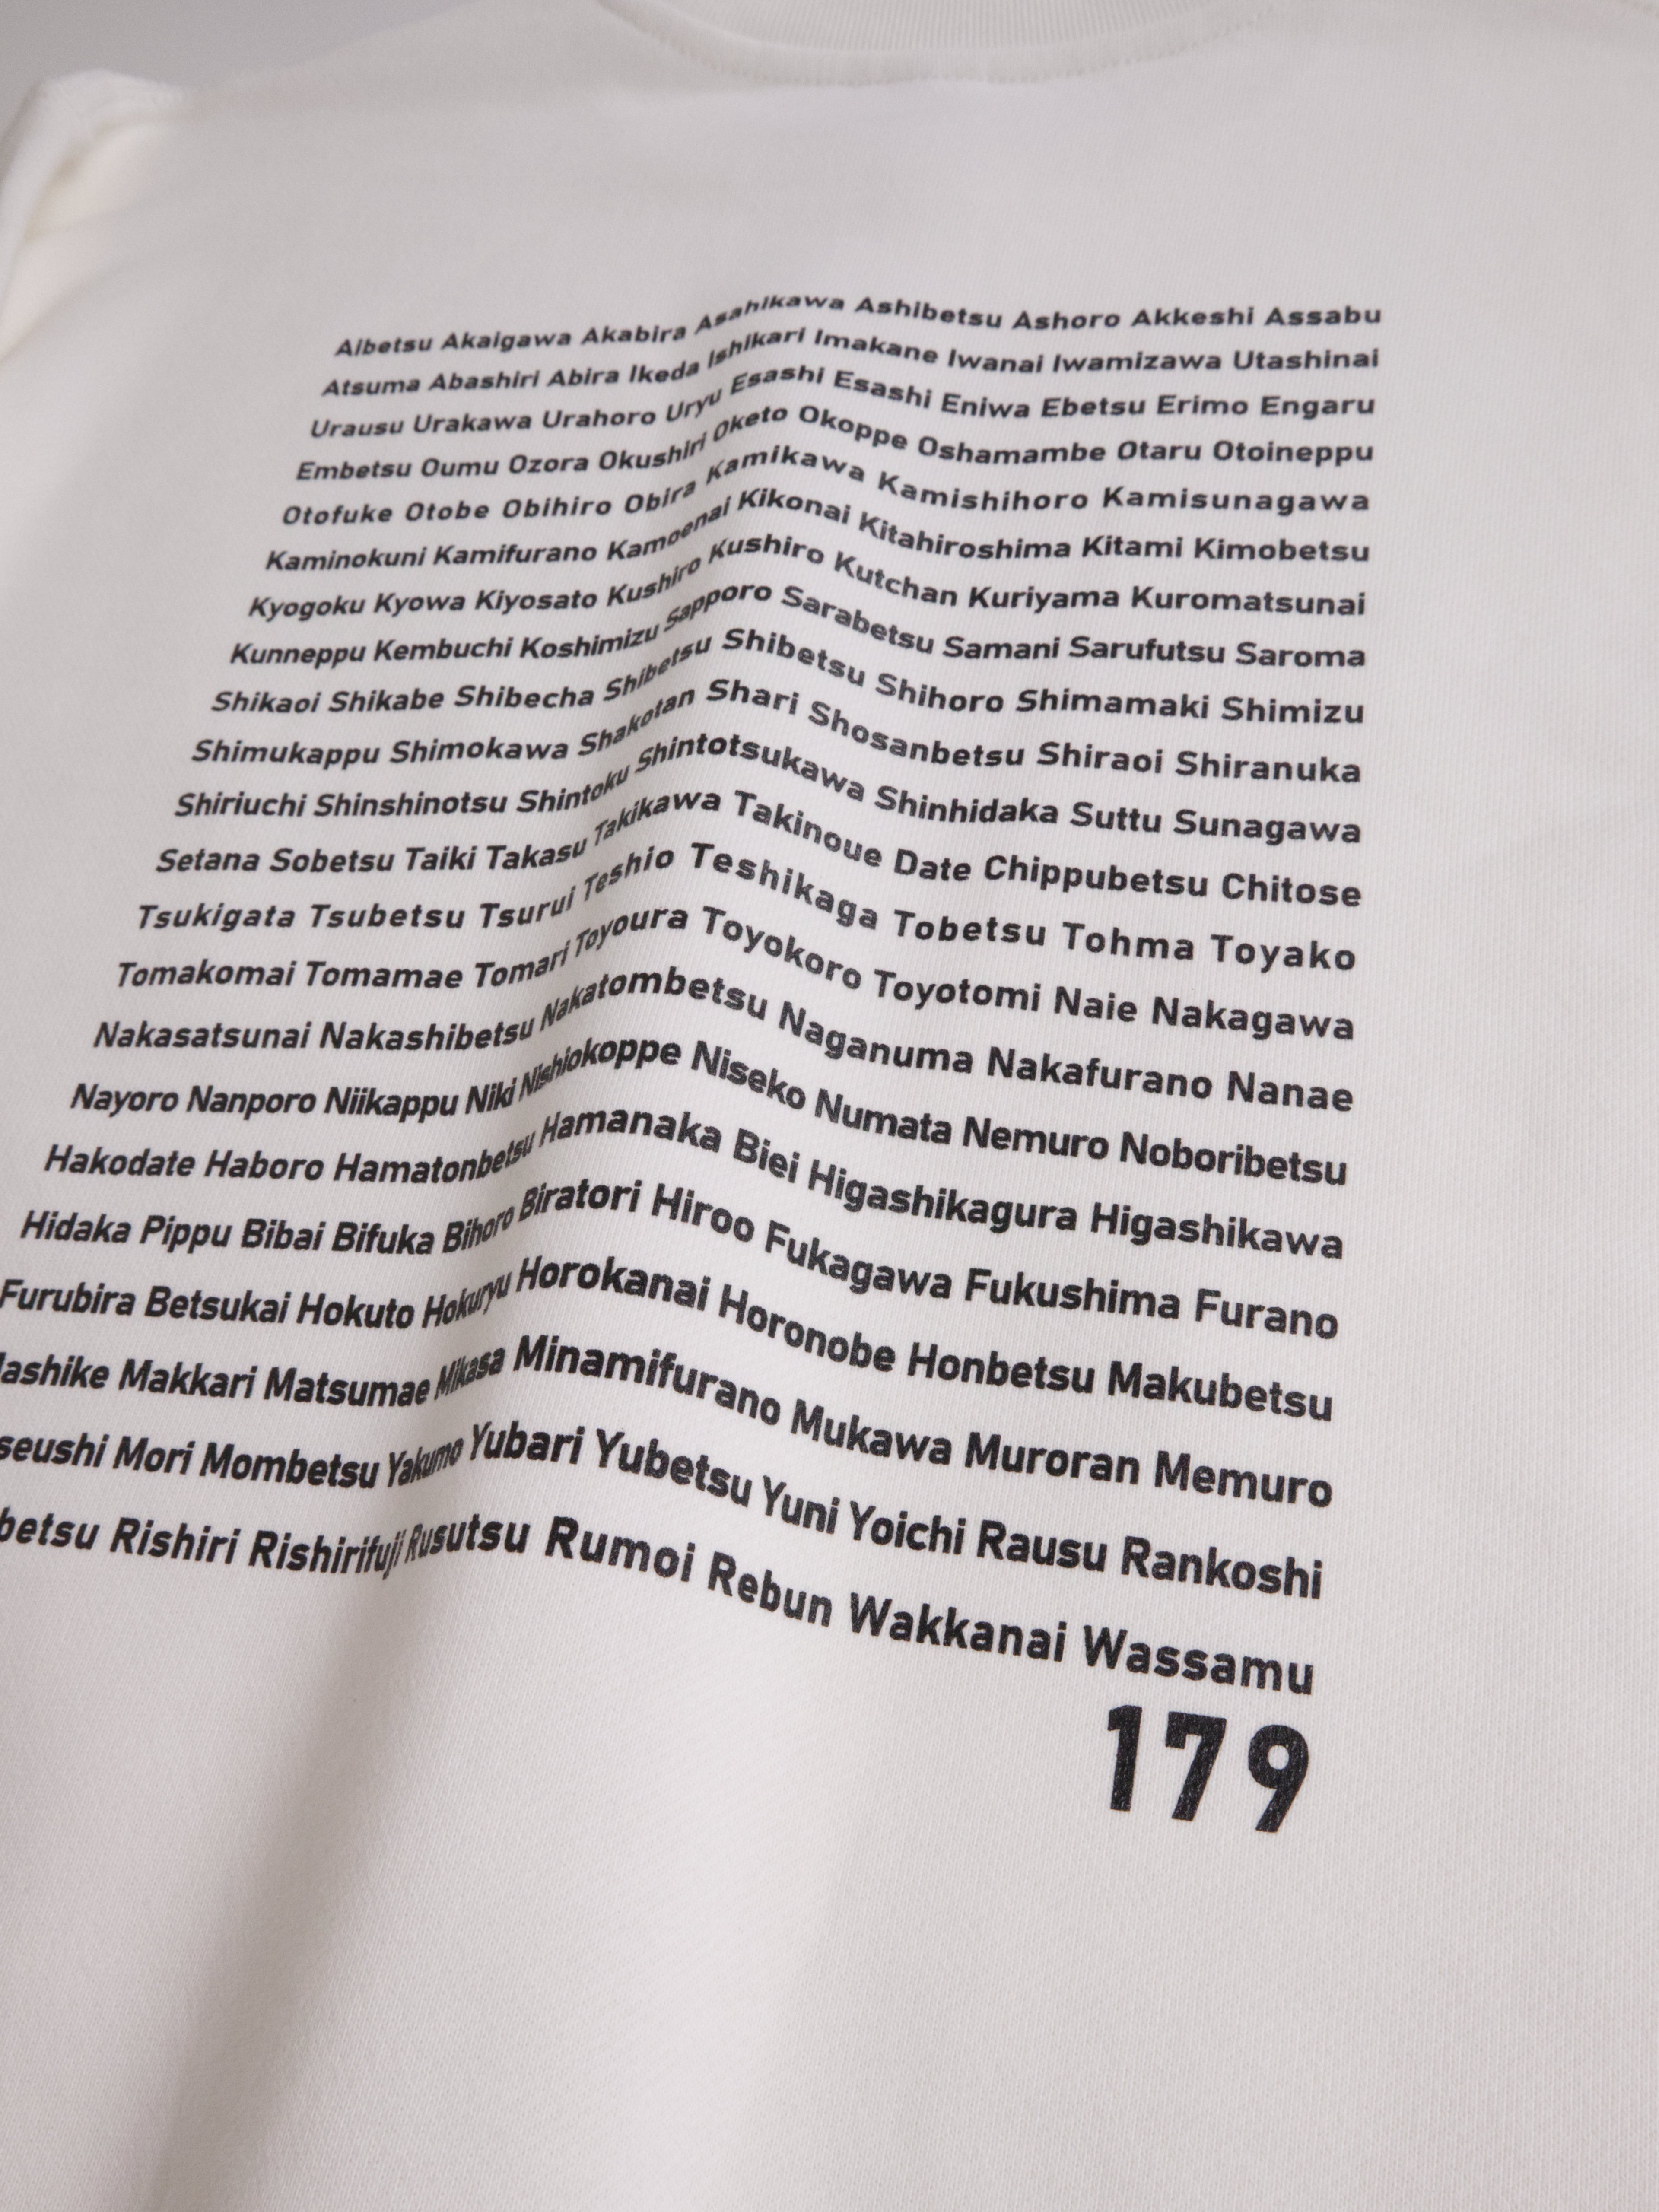 Aibetsu Akaigawa Akabira Asahikawa Ashibetsu Ashoro Akkeshi Assabu
Atsuma Abashiri Abira Ikeda Ishikari Imakane Iwanai Iwamizawa Utashinai
Urausu Urakawa Urahoro Uryu Esashi Esashi Eniwa Ebetsu Erimo Engaru
Embetsu Oumu Ozora Okushiri Oketo Okoppe Oshamambe Otaru Otoineppu
Otofuke Otobe Obihiro Obira Kamikawa Kamishihoro Kamisunagawa
Kaminokuni Kamifurano Kamoenai Kikonai Kitahiroshima Kitami Kimobetsu
Kyogoku Kyowa Kiyosato Kushiro Kushiro Kutchan Kuriyama Kuromatsunai
Kunneppu Kembuchi Koshimizu Sapporo Sarabetsu Samani Sarufutsu Saroma
Shikaoi Shikabe Shibecha Shibetsu Shibetsu Shihoro Shimamaki Shimizu
Shimukappu Shimokawa Shakotan Shari Shosanbetsu Shiraoi Shiranuka
Shiriuchi Shinshinotsu Shintoku Shintotsukawa Shinhidaka Suttu Sunagawa
Setana Sobetsu Taiki Takasu Takikawa Takinoue Date Chippubetsu Chitose
Tsukigata Tsubetsu Tsurui Teshio Teshikaga Tobetsu Tohma Toyako
Tomakomai Tomamae Tomari Toyoura Toyokoro Toyotomi Naie Nakagawa
Nakasatsunai Nakashibetsu Nakatombetsu Naganuma Nakafurano Nanae
Nayoro Nanporo Niikappu Niki Nishiokoppe Niseko Numata Nemuro Noboribetsu
Hakodate Haboro Hamatonbetsu Hamanaka Biei Higashikagura Higashikawa
Hidaka Pippu Bibai Bifuka Bihoro Biratori Hiroo Fukagawa Fukushima Furano
Furubira Betsukai Hokuto Hokuryu Horokanai Horonobe Honbetsu Makubetsu
ashike Makkari Matsumae Mikasa Minamifurano Mukawa Muroran Memuro
seushi Mori Mombetsu Yakumo Yubari Yubetsu Yuni Yoichi Rausu Rankoshi
betsu Rishiri Rishirifuji Rusutsu Rumoi Rebun Wakkanai Wassamu
179